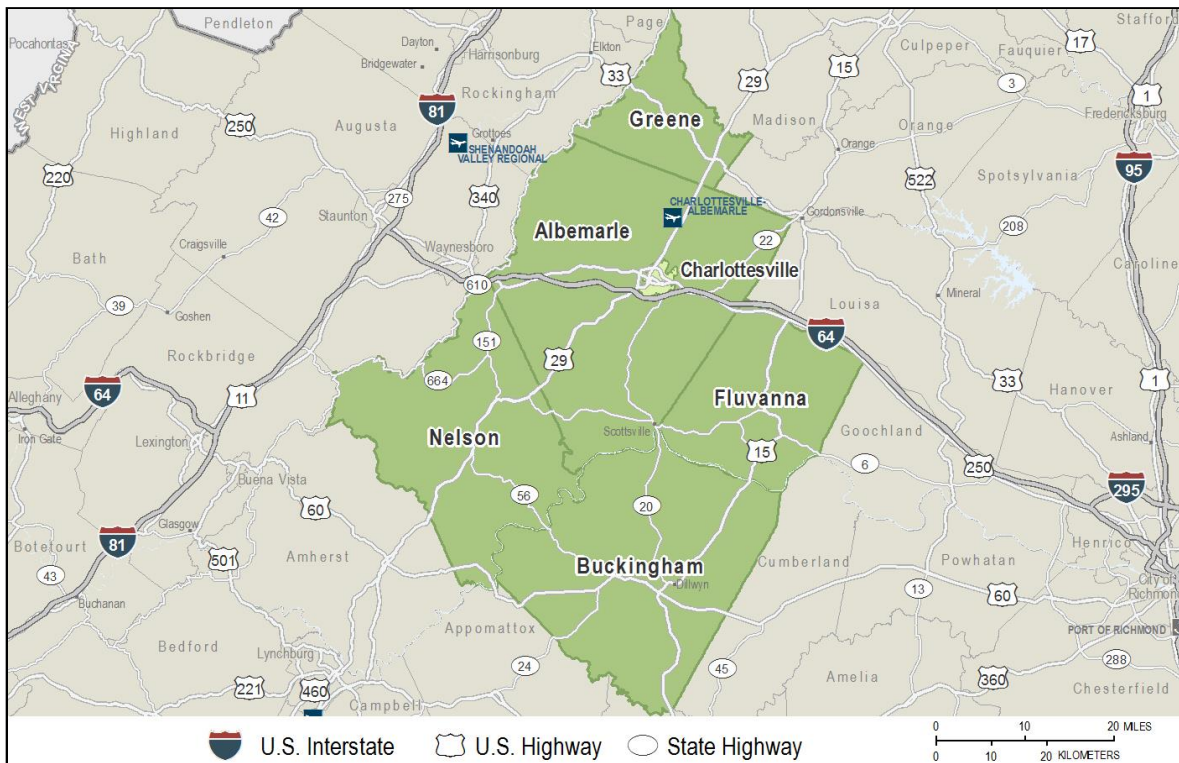 Pendleton
Page
Stafford
Pocahontas
Dayton
Harrisonburg
Elkton
Culpeper
Fauquier
17
WEST VIRGINIA
Bridgewater
33
29
15
3
1
81
Rockingham
Highland
250
Augusta
Greene
Madison
Orange
Fredericksburg
Grottoes
SHENANDOAH
VALLEY REGIONAL
Orange
95
220
275
340
522
Spotsylvania
42
Staunton
CHARLOTTESVILLE-
ALBEMARLE
Gordonsville
208
Craigsville
Waynesboro
Albemarle
22
Bath
610
Charlottesville
Caroline
39
Goshen
Louisa
Mineral
Rockbridge
151
29
64
64
664
33
Hanover
1
Alleghany
11
Fluvanna
Iron Gate
Lexington
Nelson
Scottsville
15
Goochland
Ashland
Buena Vista
6
250
295
60
56
20
Glasgow
81
Botetourt
501
Amherst
Buckingham
Cumberland
Powhatan
Henrico
43
Dillwyn
City of
Richmond
Buchanan
13
60
Appomattox
PORT OF RICHMOND
Bedford
Lynchburg
24
45
288
221
460
Campbell
Amelia
360
Chesterfield
U.S. Interstate
U.S. Highway
State Highway
0 10 20 MILES
0 10 20 KILOMETERS